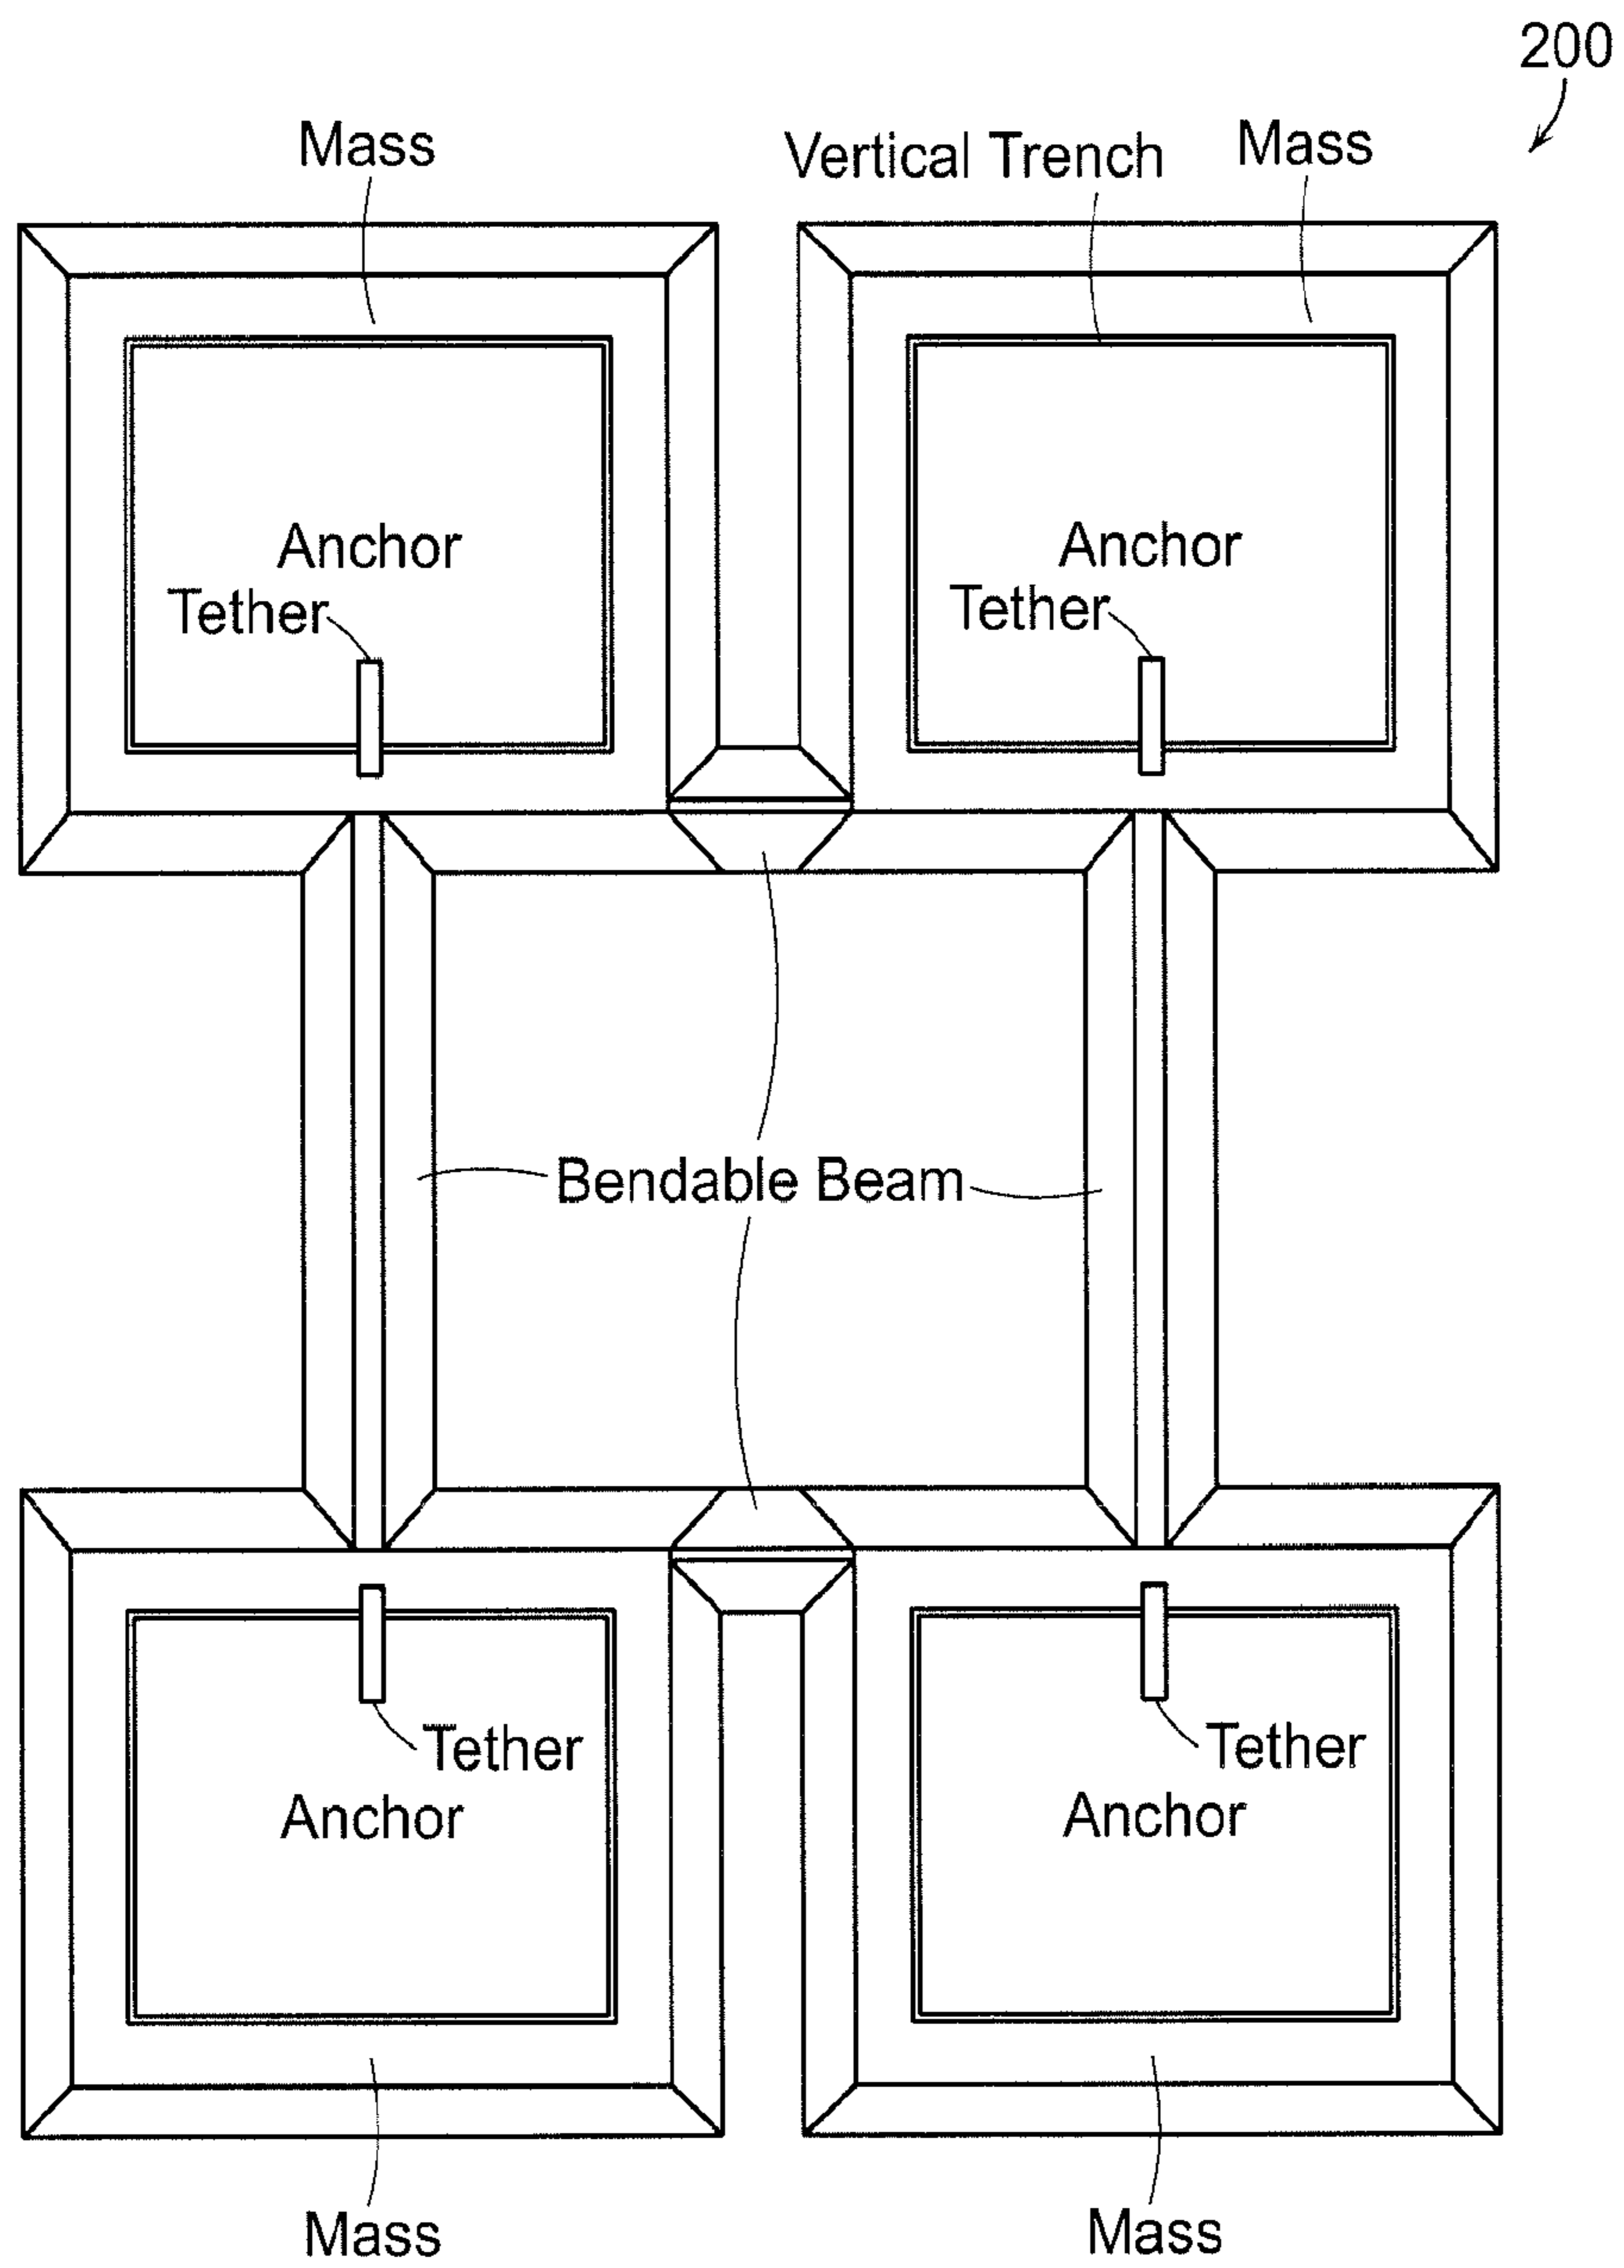 200
Mass
Vertical Trench
Mass
Anchor
Tether
Anchor
Tether
Bendable Beam
Tether
Anchor
Tether
Anchor
Mass
Mass